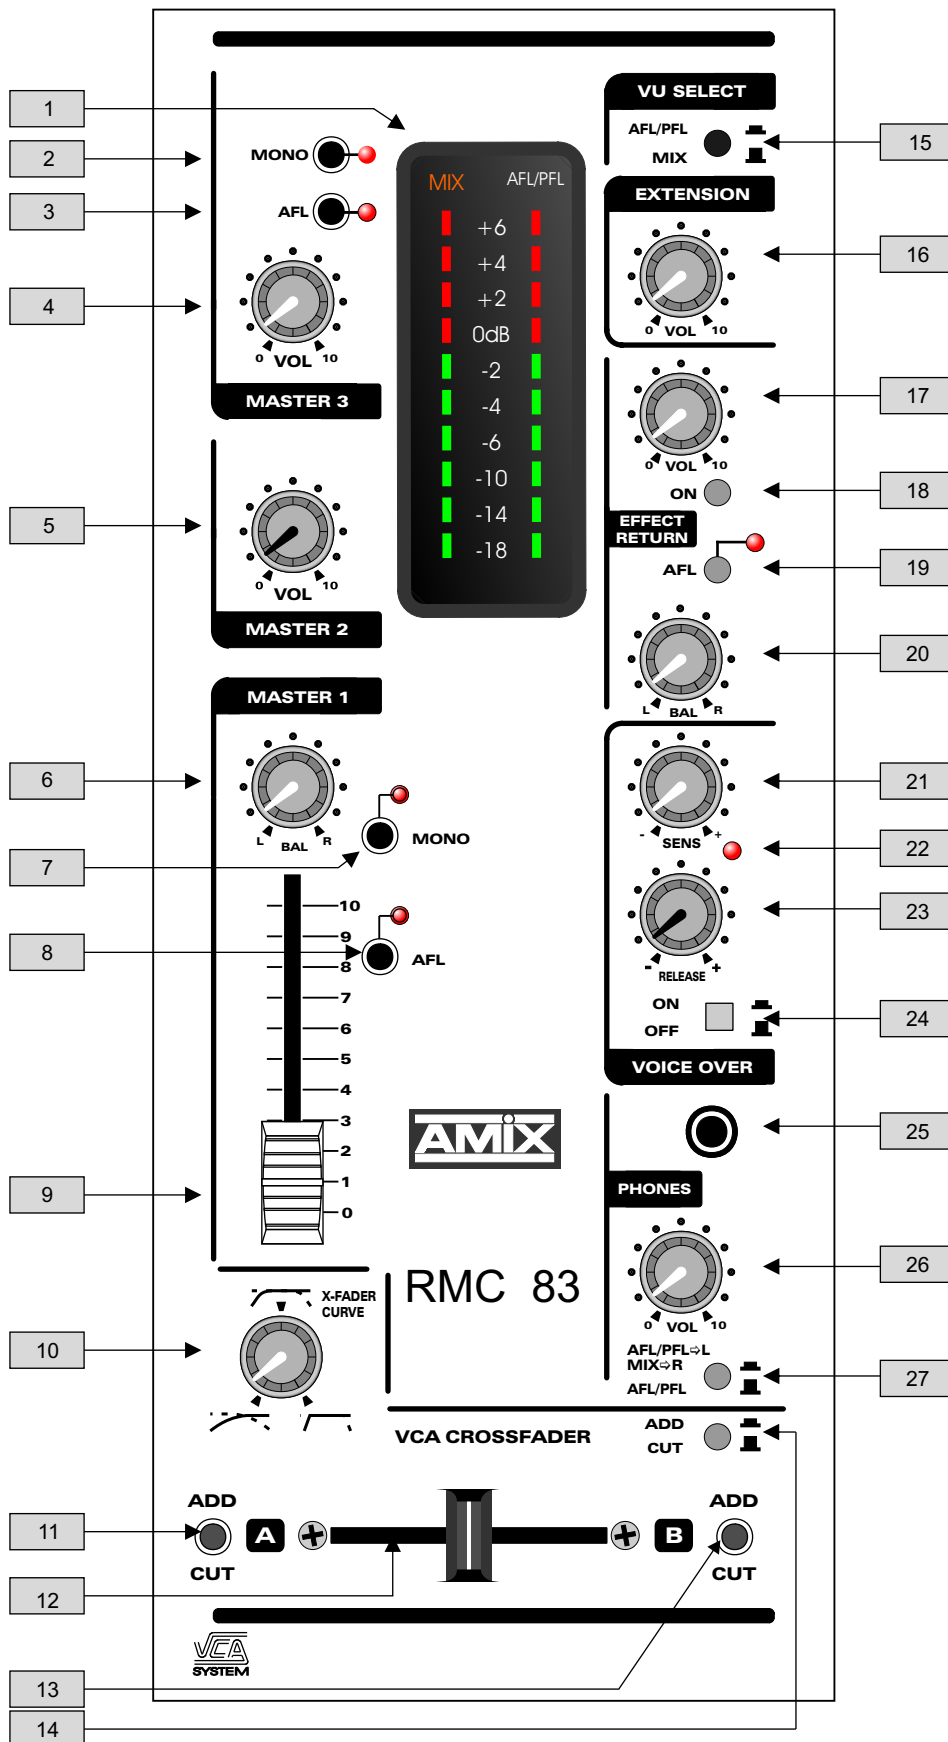 1
2
3
4
5
6
7
8
9
10
11
12
13
14
MONO
AFL
0 VOL 10
MASTER 3
0 VOL 10
MASTER 2
MASTER 1
L BAL R
MONO
AFL
10
9
8
7
6
5
4
3
2
1
0
X-FADER
CURVE
MIX AFL/PFL
+6
+4
+2
0dB
-2
-4
-6
-10
-14
-18
AMIX
RMC 83
VU SELECT
AFL/PFL
MIX
EXTENSION
0 VOL 10
0 VOL 10
ON
EFFECT
RETURN
AFL
L BAL R
- SENS +
- RELEASE +
ON
OFF
VOICE OVER
PHONES
0 VOL 10
AFL/PFL⇨L
MIX⇨R
AFL/PFL
VCA CROSSFADER
ADD
CUT
ADD
A
CUT
ADD
B
CUT
VCA
SYSTEM
15
16
17
18
19
20
21
22
23
24
25
26
27